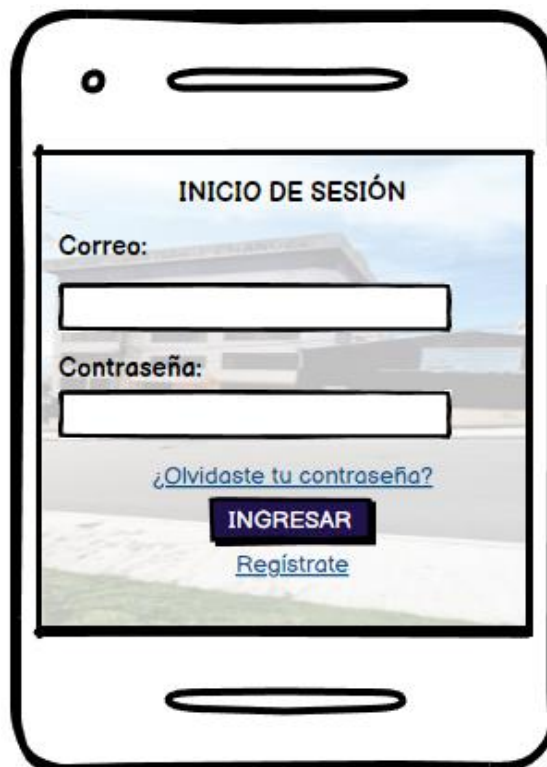 INICIO DE SESIÓN
Correo:
Contraseña:
¿Olvidaste tu contraseña?
INGRESAR
Regístrate